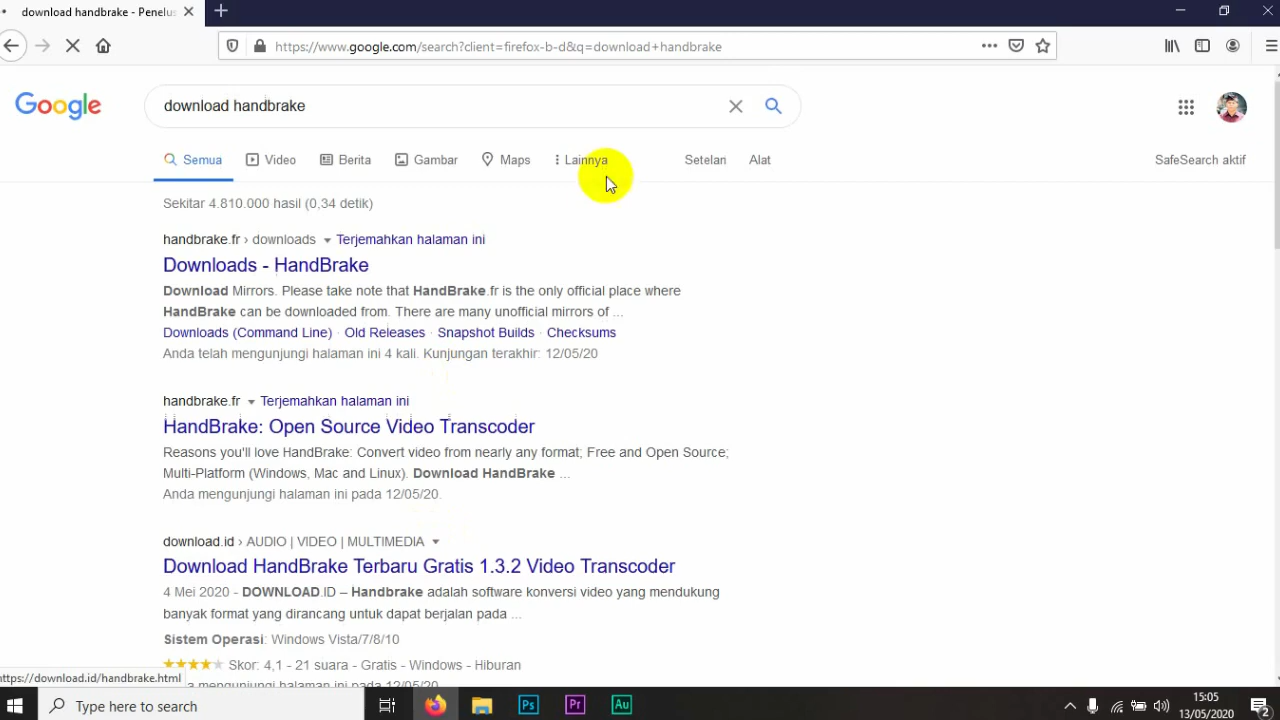 download handbrake - Penelus
https://www.google.com/search?client=firefox-b-d&q=download+handbrake
Google
download handbrake
Semua
Video
Berita
Gambar
Maps
Lainnya
Setelan
Alat
SafeSearch aktif
Sekitar 4.810.000 hasil (0,34 detik)
handbrake.fr › downloads Terjemahkan halaman ini
Downloads - HandBrake
Download Mirrors. Please take note that HandBrake.fr is the only official place where
HandBrake can be downloaded from. There are many unofficial mirrors of ...
Downloads (Command Line) · Old Releases · Snapshot Builds · Checksums
Anda telah mengunjungi halaman ini 4 kali. Kunjungan terakhir: 12/05/20
handbrake.fr Terjemahkan halaman ini
HandBrake: Open Source Video Transcoder
Reasons you'll love HandBrake: Convert video from nearly any format; Free and Open Source;
Multi-Platform (Windows, Mac and Linux). Download HandBrake ...
Anda mengunjungi halaman ini pada 12/05/20.
download.id › AUDIO | VIDEO | MULTIMEDIA
Download HandBrake Terbaru Gratis 1.3.2 Video Transcoder
4 Mei 2020 - DOWNLOAD.ID – Handbrake adalah software konversi video yang mendukung
banyak format yang dirancang untuk dapat berjalan pada ...
Sistem Operasi: Windows Vista/7/8/10
Skor: 4,1 - 21 suara - Gratis - Windows - Hiburan
https://download.id/handbrake.html
Type here to search
Ps
Pr
Au
15:05
13/05/2020
2